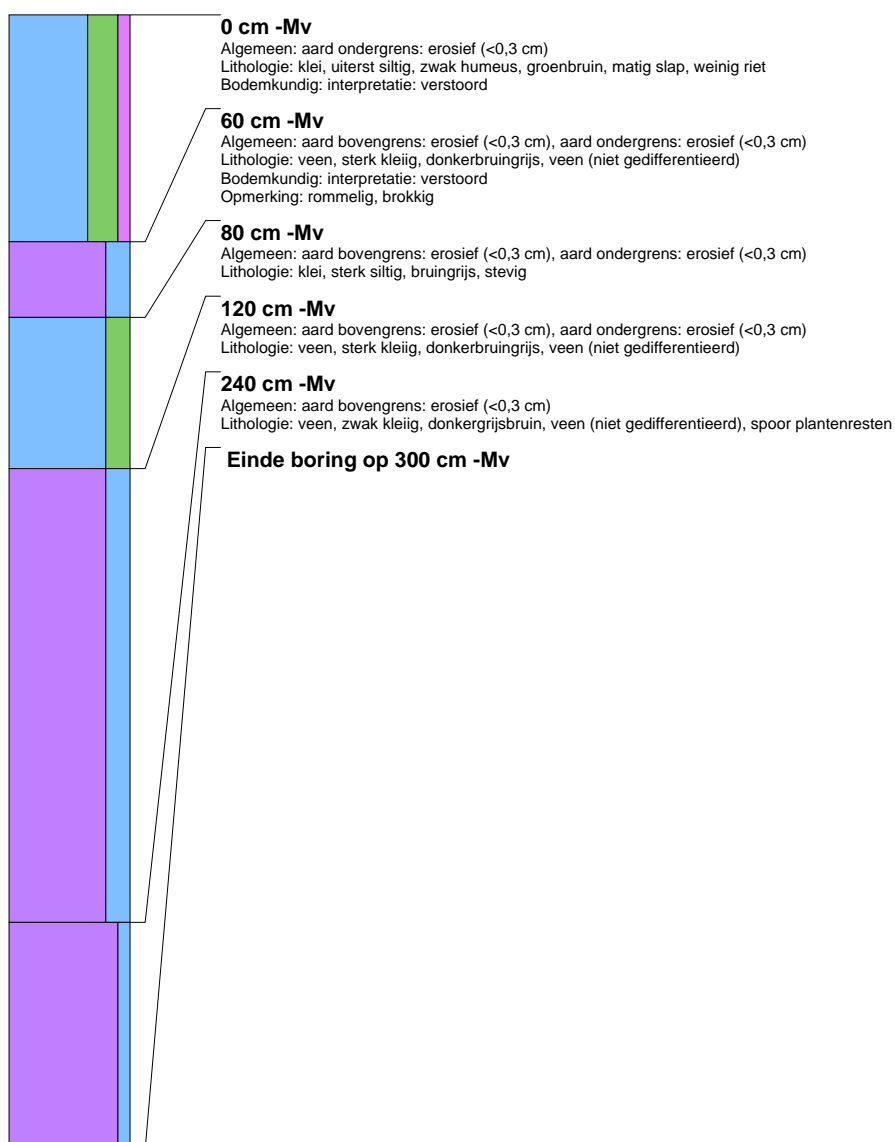 0 cm -Mv
Algemeen: aard ondergrens: erosief (<0,3 cm)
Lithologie: klei, uiterst siltig, zwak humeus, groenbruin, matig slap, weinig riet
Bodemkundig: interpretatie: verstoord
60 cm -Mv
Algemeen: aard bovengrens: erosief (<0,3 cm), aard ondergrens: erosief (<0,3 cm)
Lithologie: veen, sterk kleiig, donkerbruingrijs, veen (niet gedifferentieerd)
Bodemkundig: interpretatie: verstoord
Opmerking: rommelig, brokkig
80 cm -Mv
Algemeen: aard bovengrens: erosief (<0,3 cm), aard ondergrens: erosief (<0,3 cm)
Lithologie: klei, sterk siltig, bruingrijs, stevig
120 cm -Mv
Algemeen: aard bovengrens: erosief (<0,3 cm), aard ondergrens: erosief (<0,3 cm)
Lithologie: veen, sterk kleiig, donkerbruingrijs, veen (niet gedifferentieerd)
240 cm -Mv
Algemeen: aard bovengrens: erosief (<0,3 cm)
Lithologie: veen, zwak kleiig, donkergrijsbruin, veen (niet gedifferentieerd), spoor plantenresten
Einde boring op 300 cm -Mv